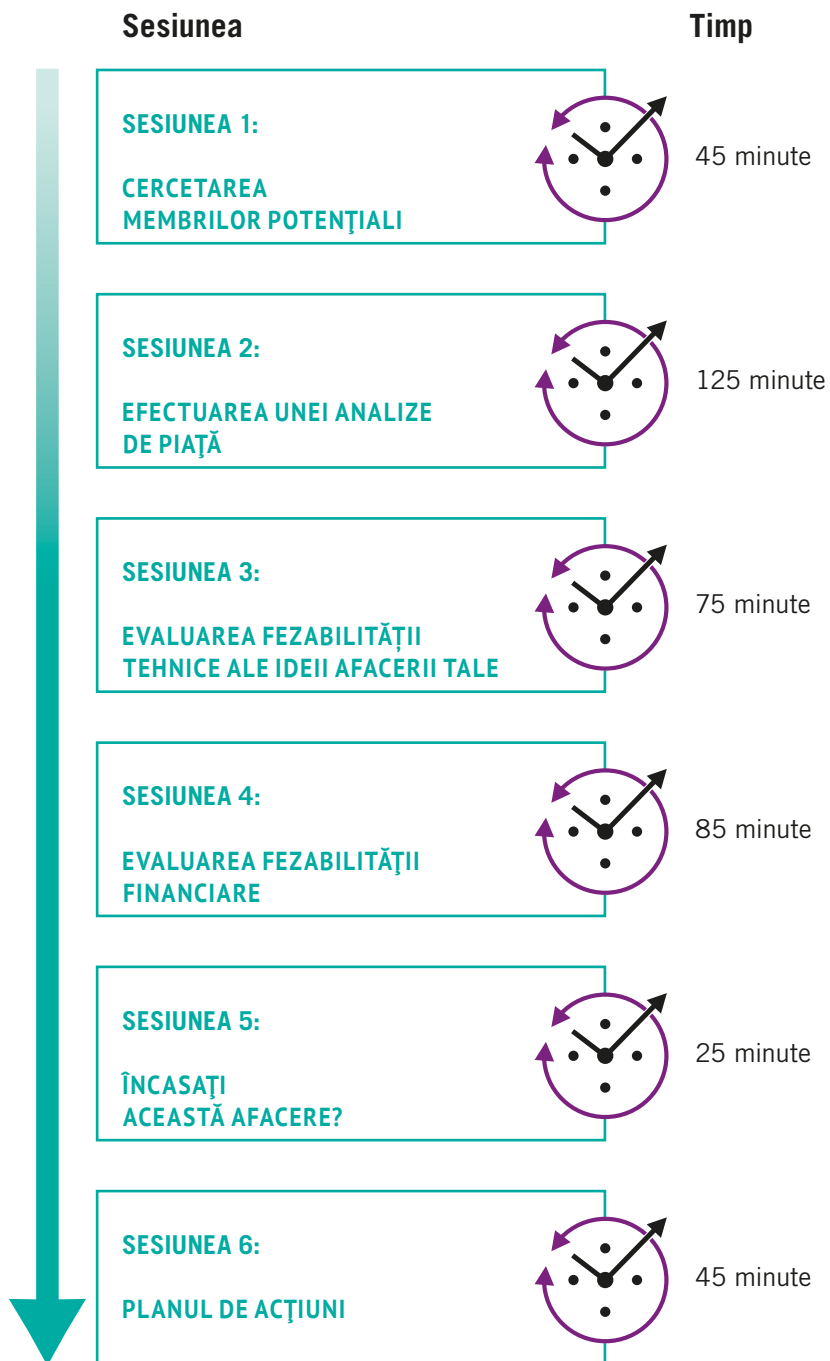 Sesiunea Timp
SESIUNEA 1:
45 minute
CERCETAREA
MEMBRILOR POTENŢIALI
SESIUNEA 2:
125 minute
EFECTUAREA UNEI ANALIZE
DE PIAŢĂ
SESIUNEA 3:
75 minute
EVALUAREA FEZABILITĂȚII
TEHNICE ALE IDEII AFACERII TALE
SESIUNEA 4:
85 minute
EVALUAREA FEZABILITĂŢII
FINANCIARE
SESIUNEA 5:
25 minute
ÎNCASAŢI
ACEASTĂ AFACERE?
SESIUNEA 6:
45 minute
PLANUL DE ACŢIUNI